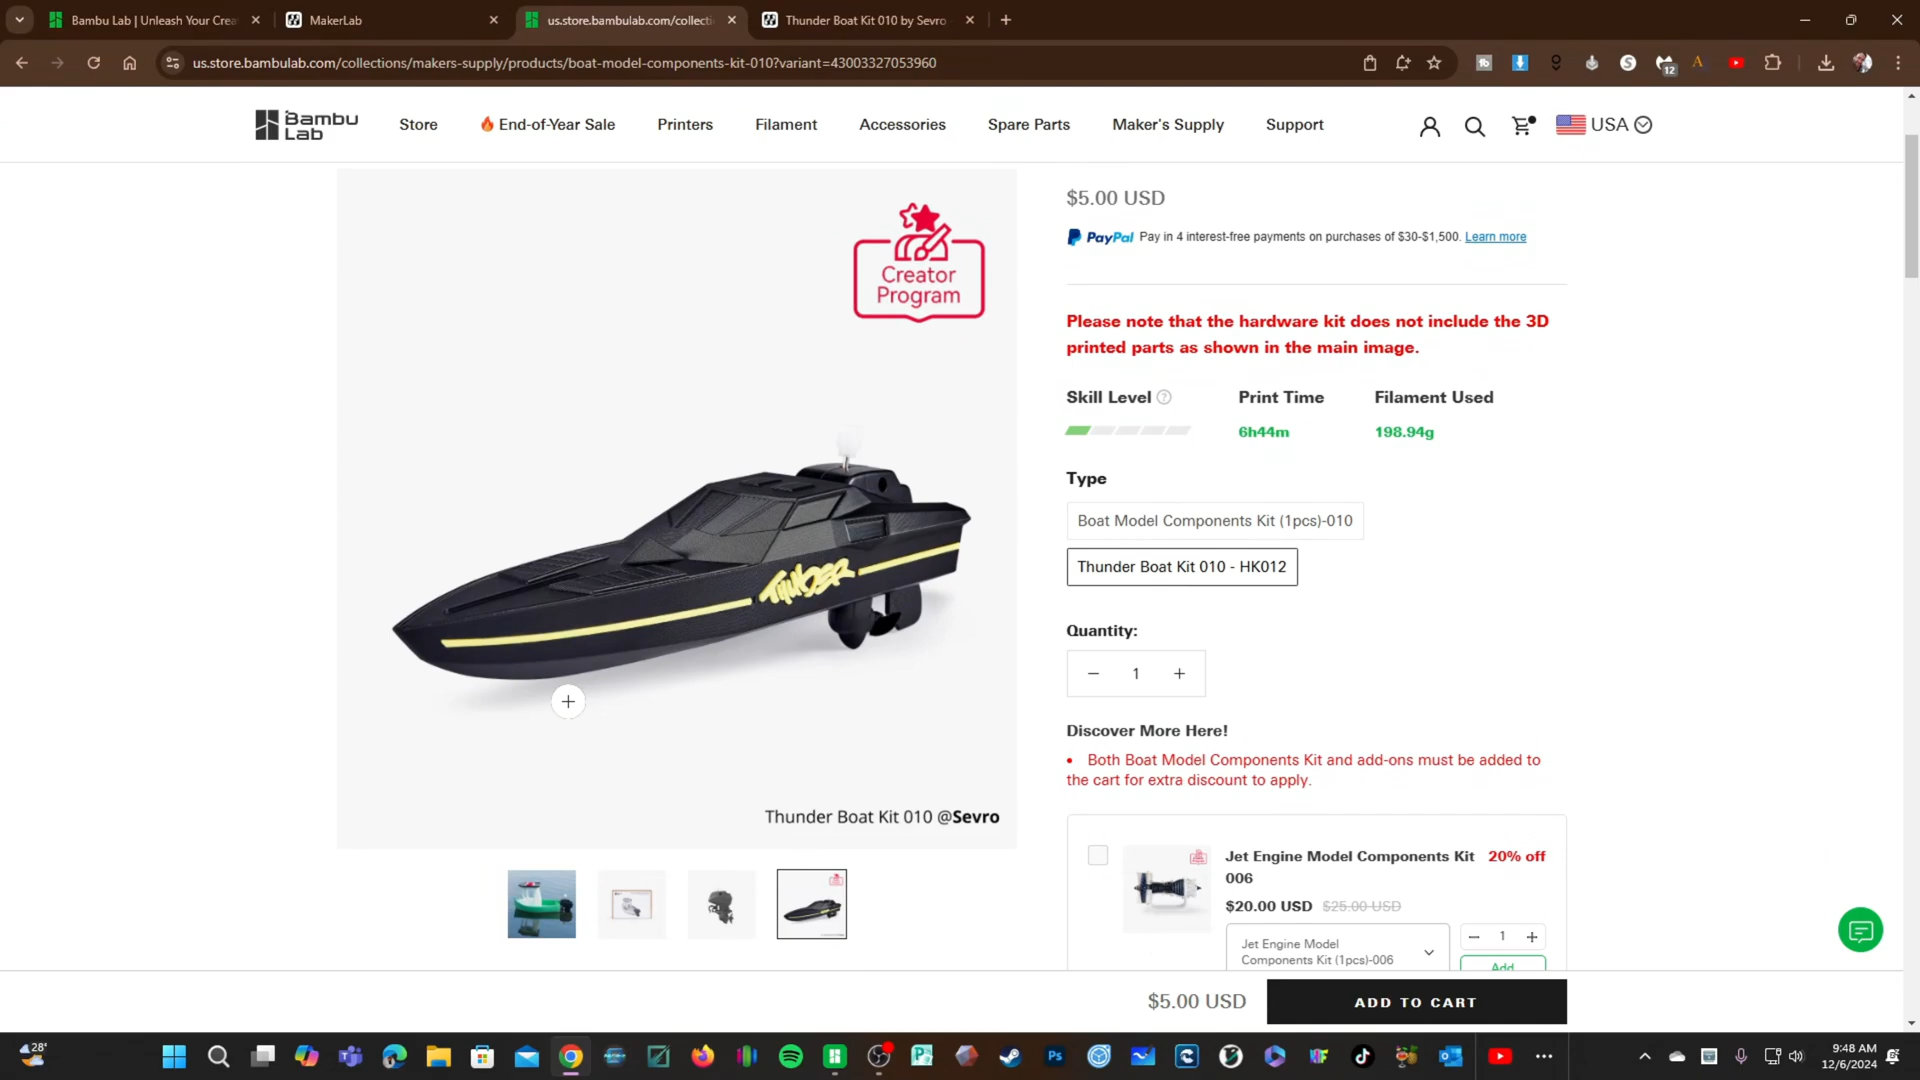 Bambu Lab | Unleash Your Crea
MakerLab
us.store.bambulab.com/collecti
Thunder Boat Kit 010 by Sevro
us.store.bambulab.com/collections/makers-supply/products/boat-model-components-kit-010?variant=43003327053960
12
Bambu
Lab
Store
End-of-Year Sale
Printers
Filament
Accessories
Spare Parts
Maker's Supply
Support
USA
Creator
Program
THUNDER
Thunder Boat Kit 010 @Sevro
$5.00 USD
PayPal Pay in 4 interest-free payments on purchases of $30-$1,500. Learn more
Please note that the hardware kit does not include the 3D
printed parts as shown in the main image.
Skill Level ?
Print Time
Filament Used
6h44m
198.94g
Type
Boat Model Components Kit (1pcs)-010
Thunder Boat Kit 010 - HK012
Quantity:
− 1 +
Discover More Here!
• Both Boat Model Components Kit and add-ons must be added to
the cart for extra discount to apply.
Jet Engine Model Components Kit
006
20% off
$20.00 USD $25.00 USD
Jet Engine Model
Components Kit (1pcs)-006
− 1 +
Add
$5.00 USD
ADD TO CART
28°
9:48 AM
12/6/2024